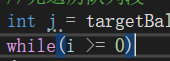 int j = targetBal
while(i >= 0)